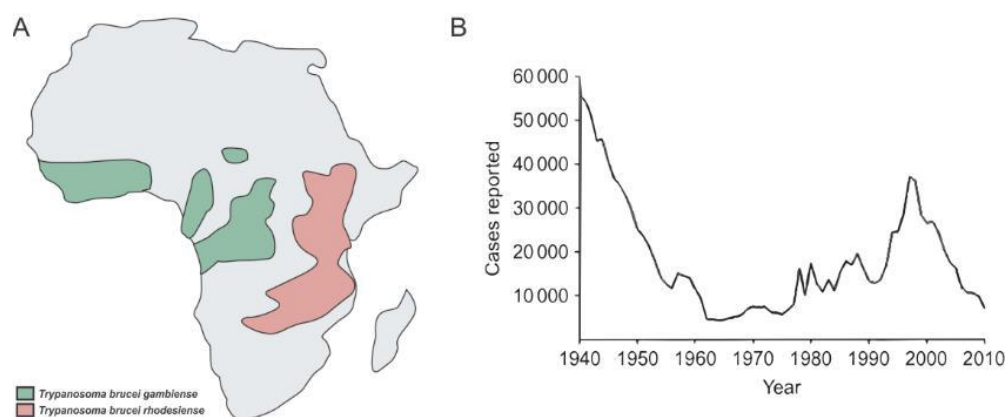 A
Trypanosoma brucei gambiense
Trypanosoma brucei rhodesiense
B
60 000
50 000
40 000
30 000
20 000
10 000
Cases reported
1940 1950 1960 1970 1980 1990 2000 2010
Year